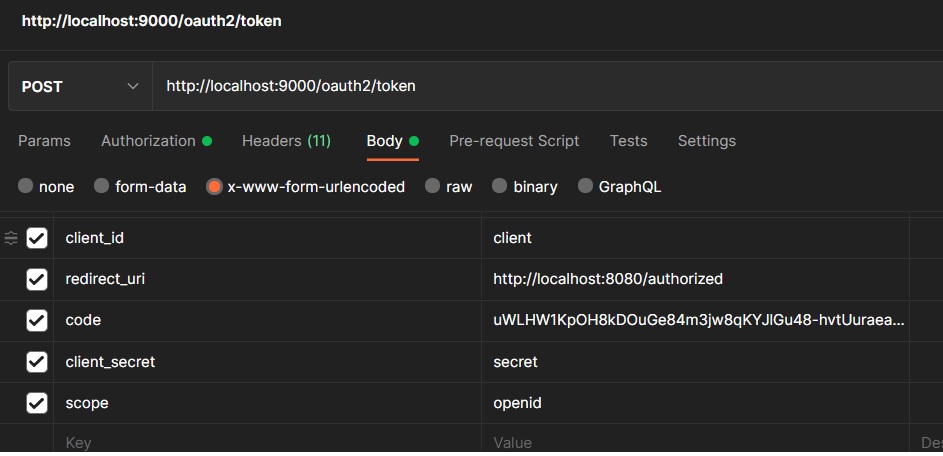 http://localhost:9000/oauth2/token
POST http://localhost:9000/oauth2/token
Params Authorization Headers (11) Body Pre-request Script Tests Settings
none form-data x-www-form-urlencoded raw binary GraphQL
client_id client
redirect_uri http://localhost:8080/authorized
code uWLHW1KpOH8kDOuGe84m3jw8qKYJlGu48-hvtUuraea...
client_secret secret
scope openid
Key Value Des